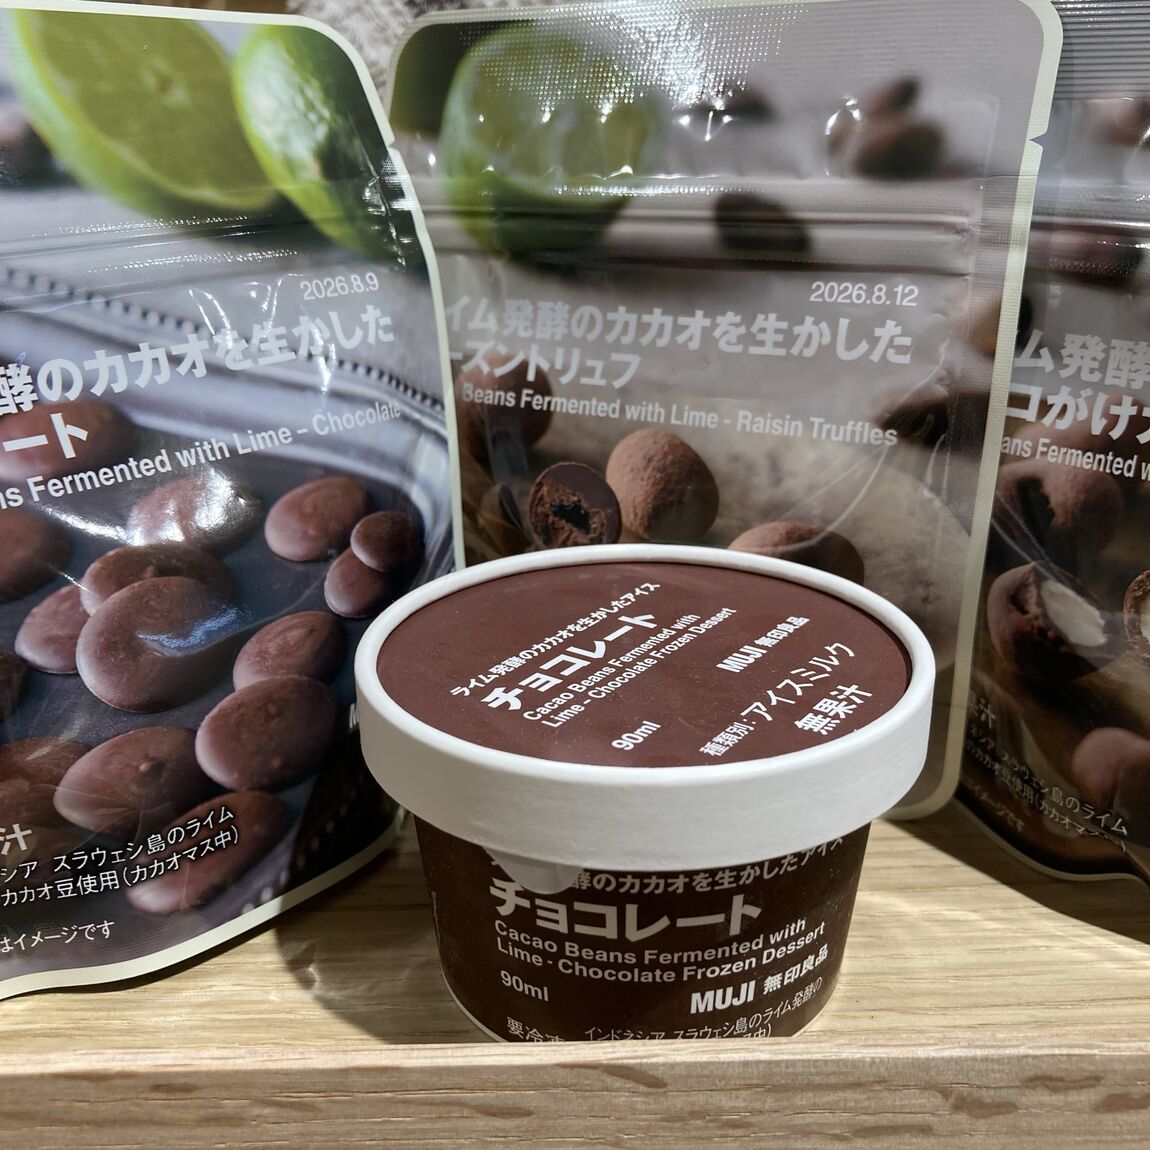 2026.8.9
酵のカカオを生かした
ート
ns Fermented with Lime - Chocolate
汁
シア スラウェシ島のライム
カカオ豆使用(カカオマス中)
はイメージです
2026.8.12
イム発酵のカカオを生かした
ーズントリュフ
Beans Fermented with Lime - Raisin Truffles
ム発酵
コがけ
ans Fermented w
汁
島のライム
カカオ豆使用(カカオマ
イメージです
ライム発酵のカカオを生かしたアイス
チョコレート
Cacao Beans Fermented with
Lime - Chocolate Frozen Dessert
MUJI 無印良品
90ml
種類別: アイスミルク
無果汁
酵のカカオを生かしたアイス
チョコレート
Cacao Beans Fermented with
Lime - Chocolate Frozen Dessert
90ml
MUJI 無印良品
要冷凍
インドネシア スラウェシ島のライム発酵の